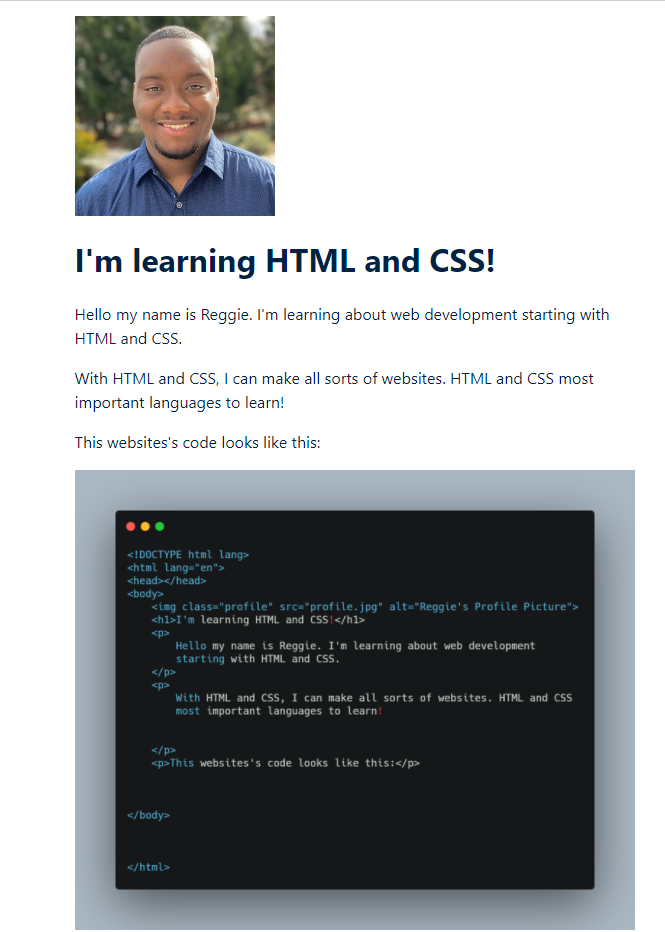 I'm learning HTML and CSS!
Hello my name is Reggie. I'm learning about web development starting with
HTML and CSS.
With HTML and CSS, I can make all sorts of websites. HTML and CSS most
important languages to learn!
This websites's code looks like this:
<!DOCTYPE html lang>
<html lang="en">
<head></head>
<body>
<img class="profile" src="profile.jpg" alt="Reggie's Profile Picture">
<h1>I'm learning HTML and CSS!</h1>
<p>
Hello my name is Reggie. I'm learning about web development
starting with HTML and CSS.
</p>
<p>
With HTML and CSS, I can make all sorts of websites. HTML and CSS
most important languages to learn!
</p>
<p>This websites's code looks like this:</p>
</body>
</html>